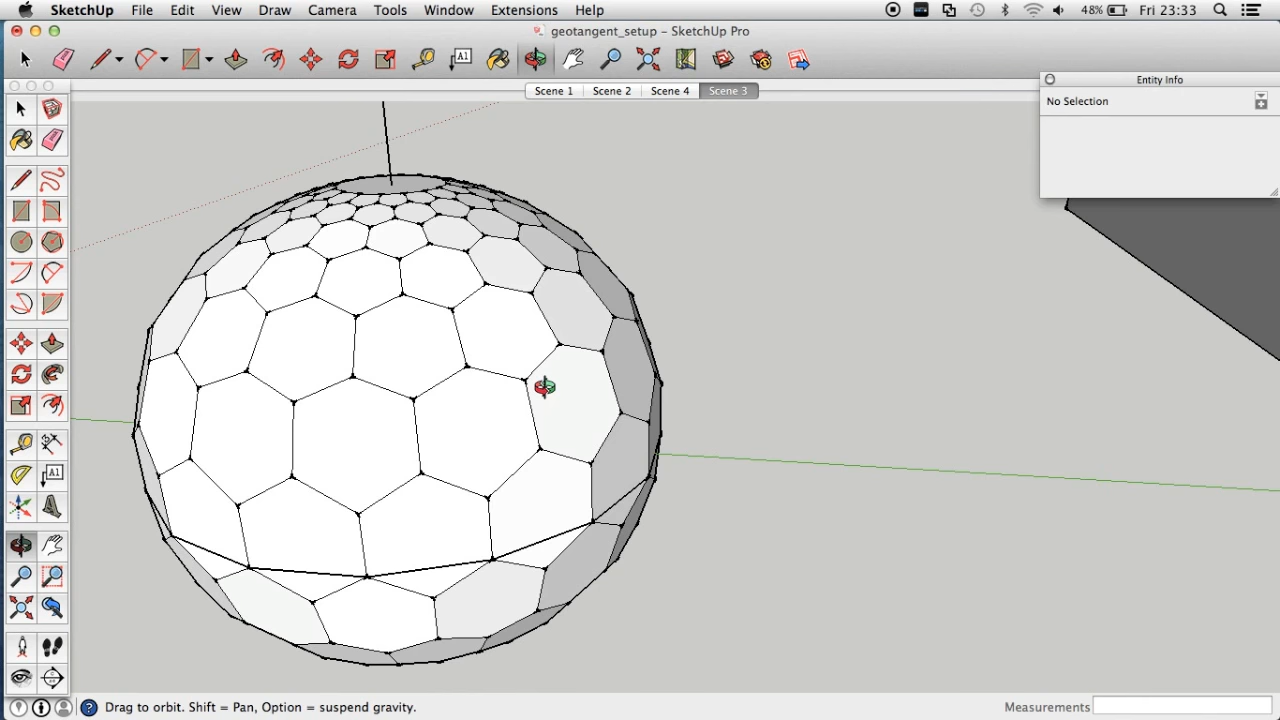 SketchUp File Edit View Draw Camera Tools Window Extensions Help 48% Fri 23:33
geotangent_setup – SketchUp Pro
A1
Scene 1 Scene 2 Scene 4 Scene 3
Entity Info
No Selection
A1
Drag to orbit. Shift = Pan, Option = suspend gravity.
Measurements